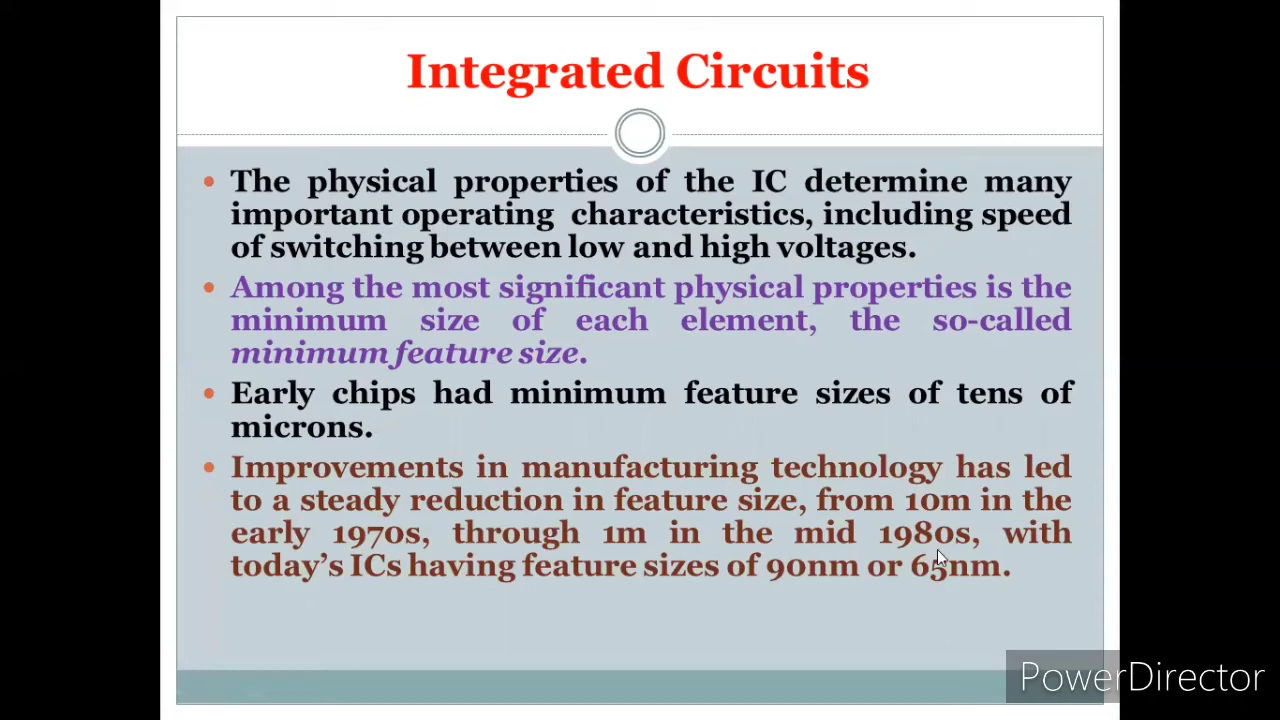 Integrated Circuits
• The physical properties of the IC determine many
important operating characteristics, including speed
of switching between low and high voltages.
• Among the most significant physical properties is the
minimum size of each element, the so-called
minimum feature size.
• Early chips had minimum feature sizes of tens of
microns.
• Improvements in manufacturing technology has led
to a steady reduction in feature size, from 10m in the
early 1970s, through 1m in the mid 1980s, with
today's ICs having feature sizes of 90nm or 65nm.
PowerDirector